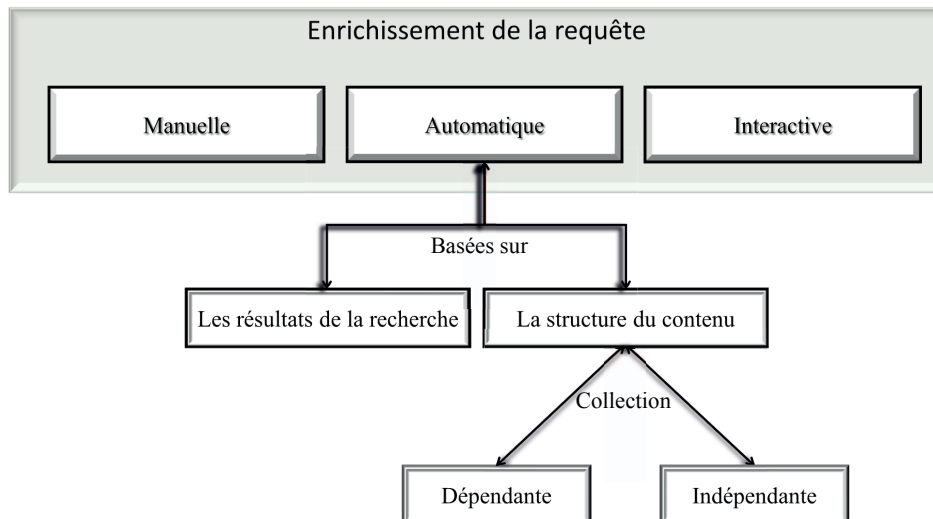 Enrichissement de la requête
Manuelle
Automatique
Interactive
Basées sur
Les résultats de la recherche
La structure du contenu
Collection
Dépendante
Indépendante